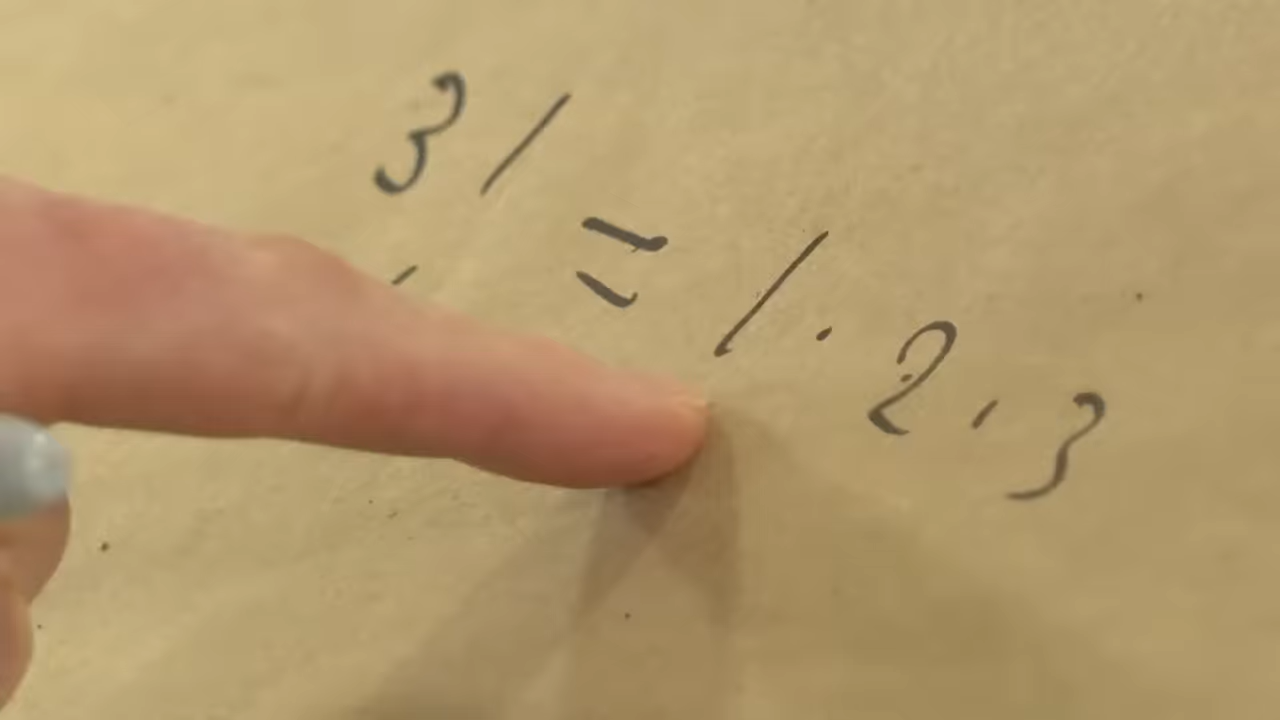 3! = 1 · 2 · 3